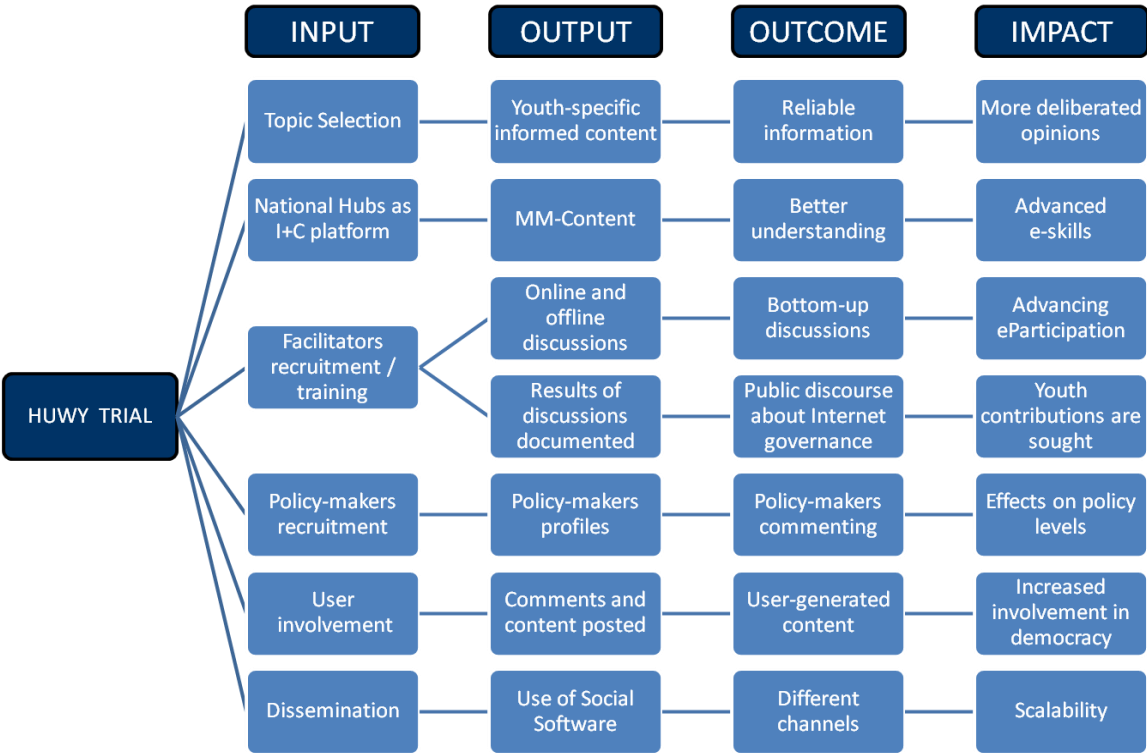 INPUT
OUTPUT
OUTCOME
IMPACT
Topic Selection
Youth-specific
informed content
Reliable
information
More deliberated
opinions
National Hubs as
I+C platform
MM-Content
Better
understanding
Advanced
e-skills
Facilitators
recruitment /
training
Online and
offline
discussions
Bottom-up
discussions
Advancing
eParticipation
HUWY TRIAL
Results of
discussions
documented
Public discourse
about Internet
governance
Youth
contributions are
sought
Policy-makers
recruitment
Policy-makers
profiles
Policy-makers
commenting
Effects on policy
levels
User
involvement
Comments and
content posted
User-generated
content
Increased
involvement in
democracy
Dissemination
Use of Social
Software
Different
channels
Scalability